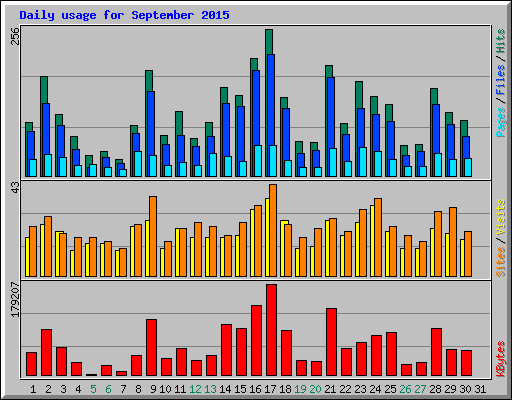 Daily usage for September 2015
256
Pages / Files / Hits
43
Sites / Visits
179207
KBytes
1 2 3 4 5 6 7 8 9 10 11 12 13 14 15 16 17 18 19 20 21 22 23 24 25 26 27 28 29 30 31